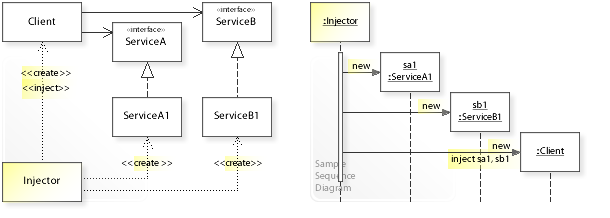 Client
«interface»
ServiceB
«interface»
ServiceA
<<create>>
<<inject>>
ServiceA1
ServiceB1
<<create >>
<<create >>
Injector
:Injector
new
sa1
:ServiceA1
new
sb1
:ServiceB1
new
:Client
inject sa1, sb1
Sample
Sequence
Diagram